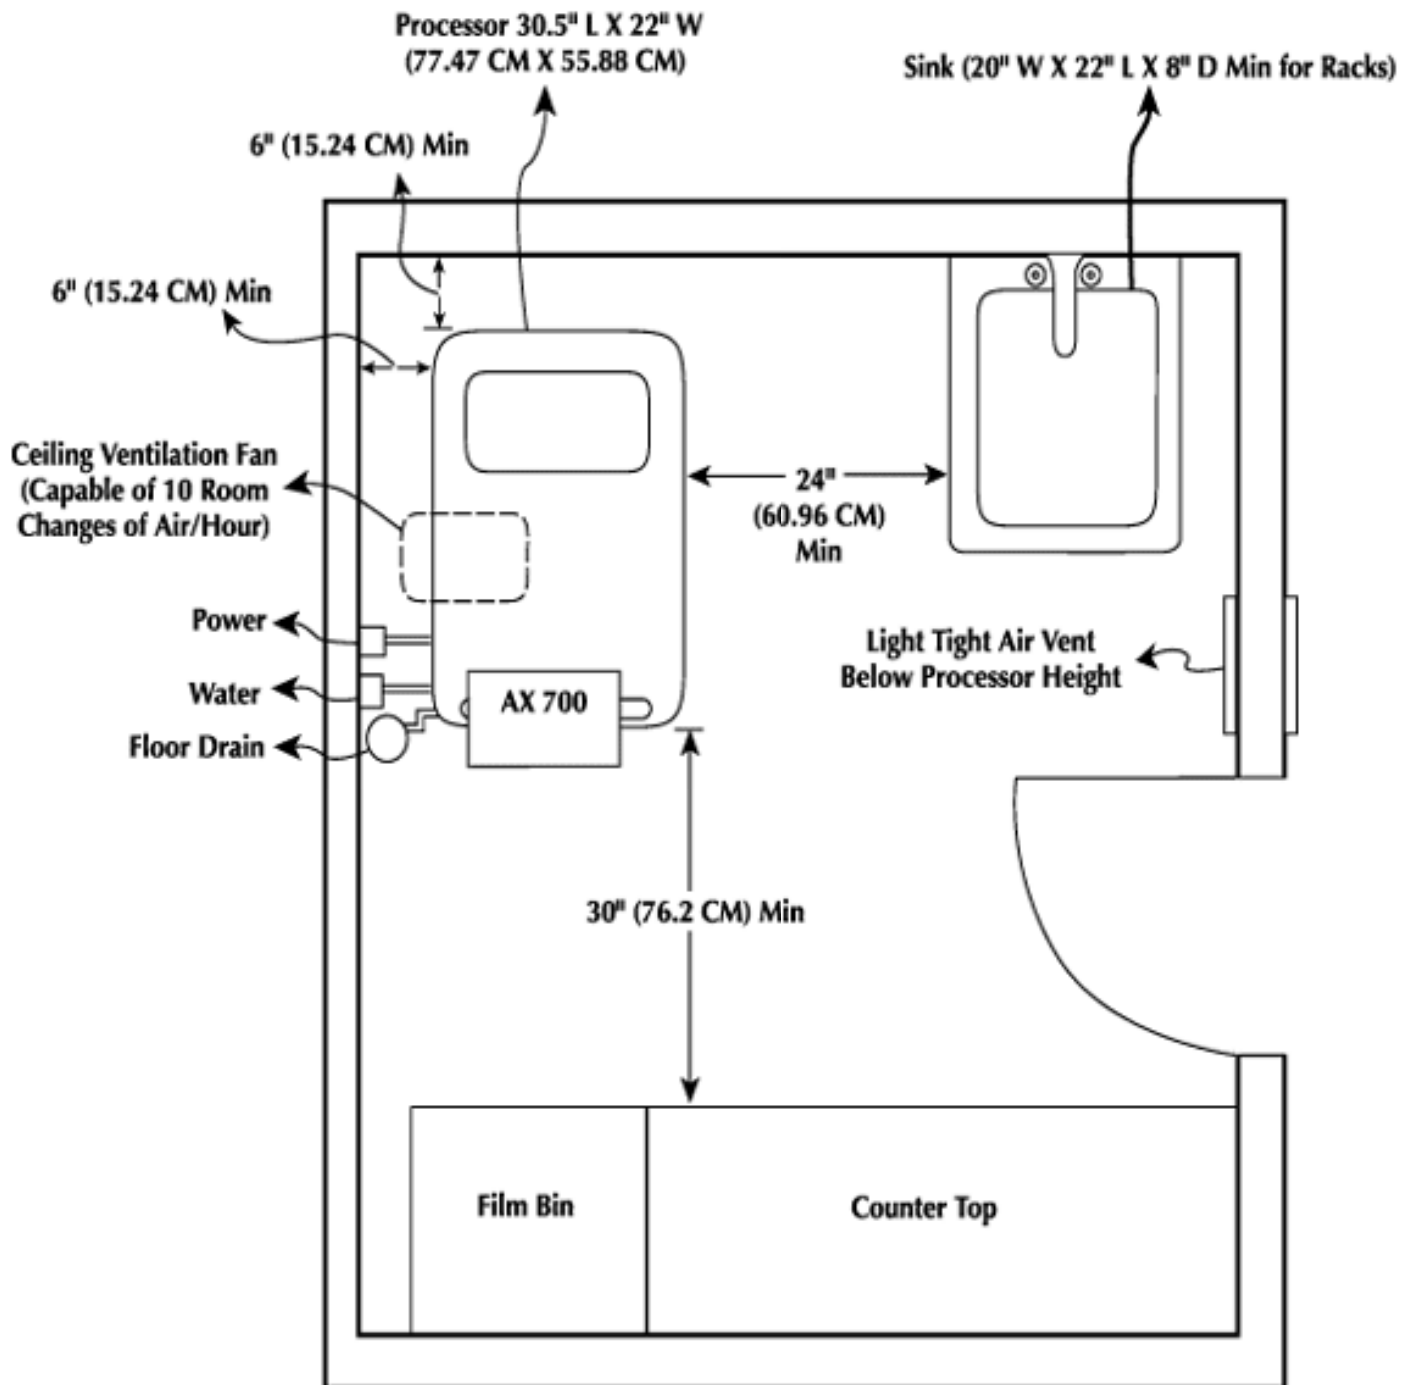 Processor 30.5" L X 22" W
(77.47 CM X 55.88 CM)
Sink (20" W X 22" L X 8" D Min for Racks)
6" (15.24 CM) Min
6" (15.24 CM) Min
Ceiling Ventilation Fan
(Capable of 10 Room
Changes of Air/Hour)
24"
(60.96 CM)
Min
Power
Water
Floor Drain
AX 700
Light Tight Air Vent
Below Processor Height
30" (76.2 CM) Min
Film Bin
Counter Top